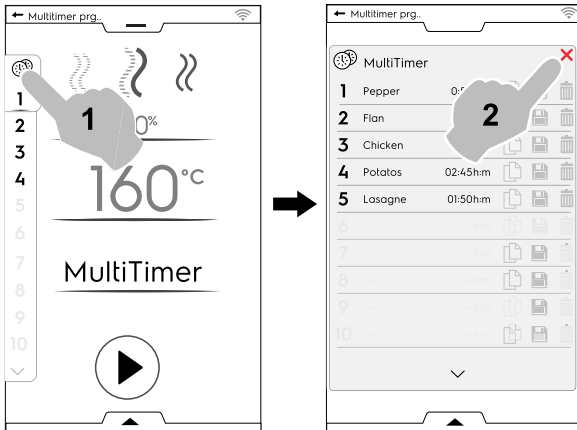 Multitimer prg..
1
1
2
3
4
5
6
7
8
9
10
0%
160°C
MultiTimer
Multitimer prg..
MultiTimer
2
1 Pepper
2 Flan
3 Chicken
4 Potatos 02:45h:m
5 Lasagne 01:50h:m
6
7
8
9
10